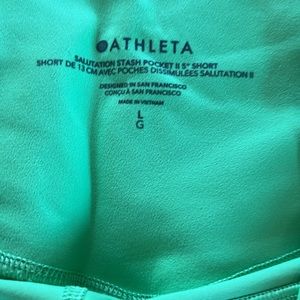 ATHLETA
SALUTATION STASH POCKET II 5" SHORT
SHORT DE 13 CM AVEC POCHES DISSIMULÉES SALUTATION II
DESIGNED IN SAN FRANCISCO
CONÇU À SAN FRANCISCO
MADE IN VIETNAM
L
G